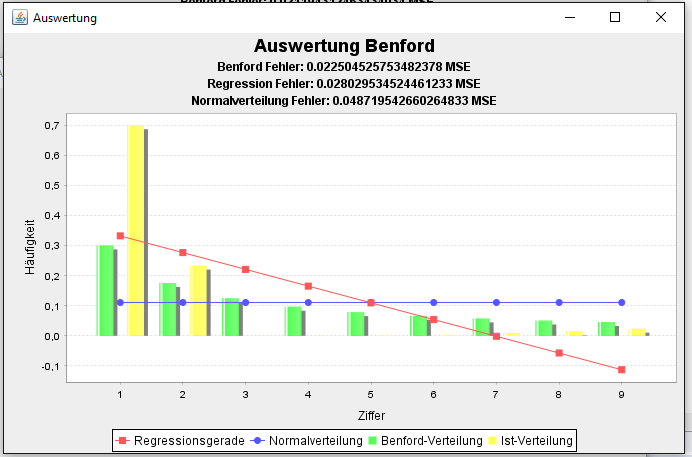 Auswertung
Auswertung Benford
Benford Fehler: 0.022504525753482378 MSE
Regression Fehler: 0.028029534524461233 MSE
Normalverteilung Fehler: 0.048719542660264833 MSE
Häufigkeit
0,7
0,6
0,5
0,4
0,3
0,2
0,1
0,0
-0,1
1 2 3 4 5 6 7 8 9
Ziffer
Regressionsgerade Normalverteilung Benford-Verteilung Ist-Verteilung